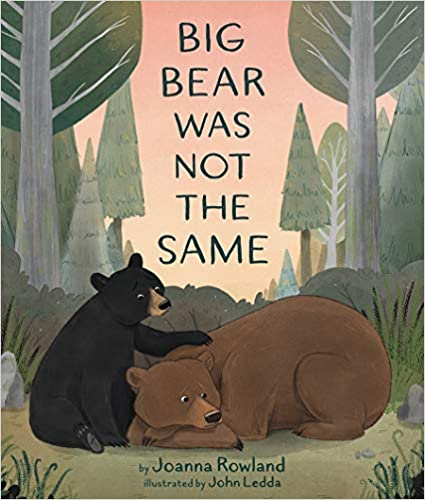 BIG
BEAR
WAS
NOT
THE
SAME
by Joanna Rowland
illustrated by John Ledda